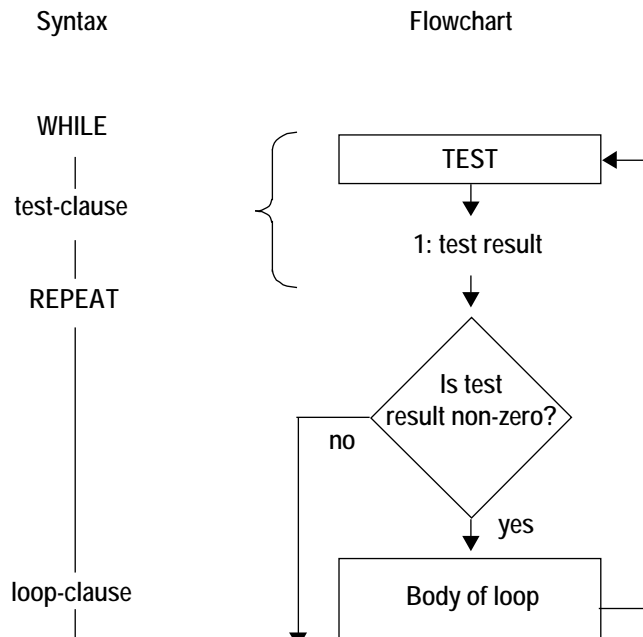 Syntax
Flowchart
WHILE
TEST
test-clause
1: test result
REPEAT
Is test
result non-zero?
no
yes
loop-clause
Body of loop